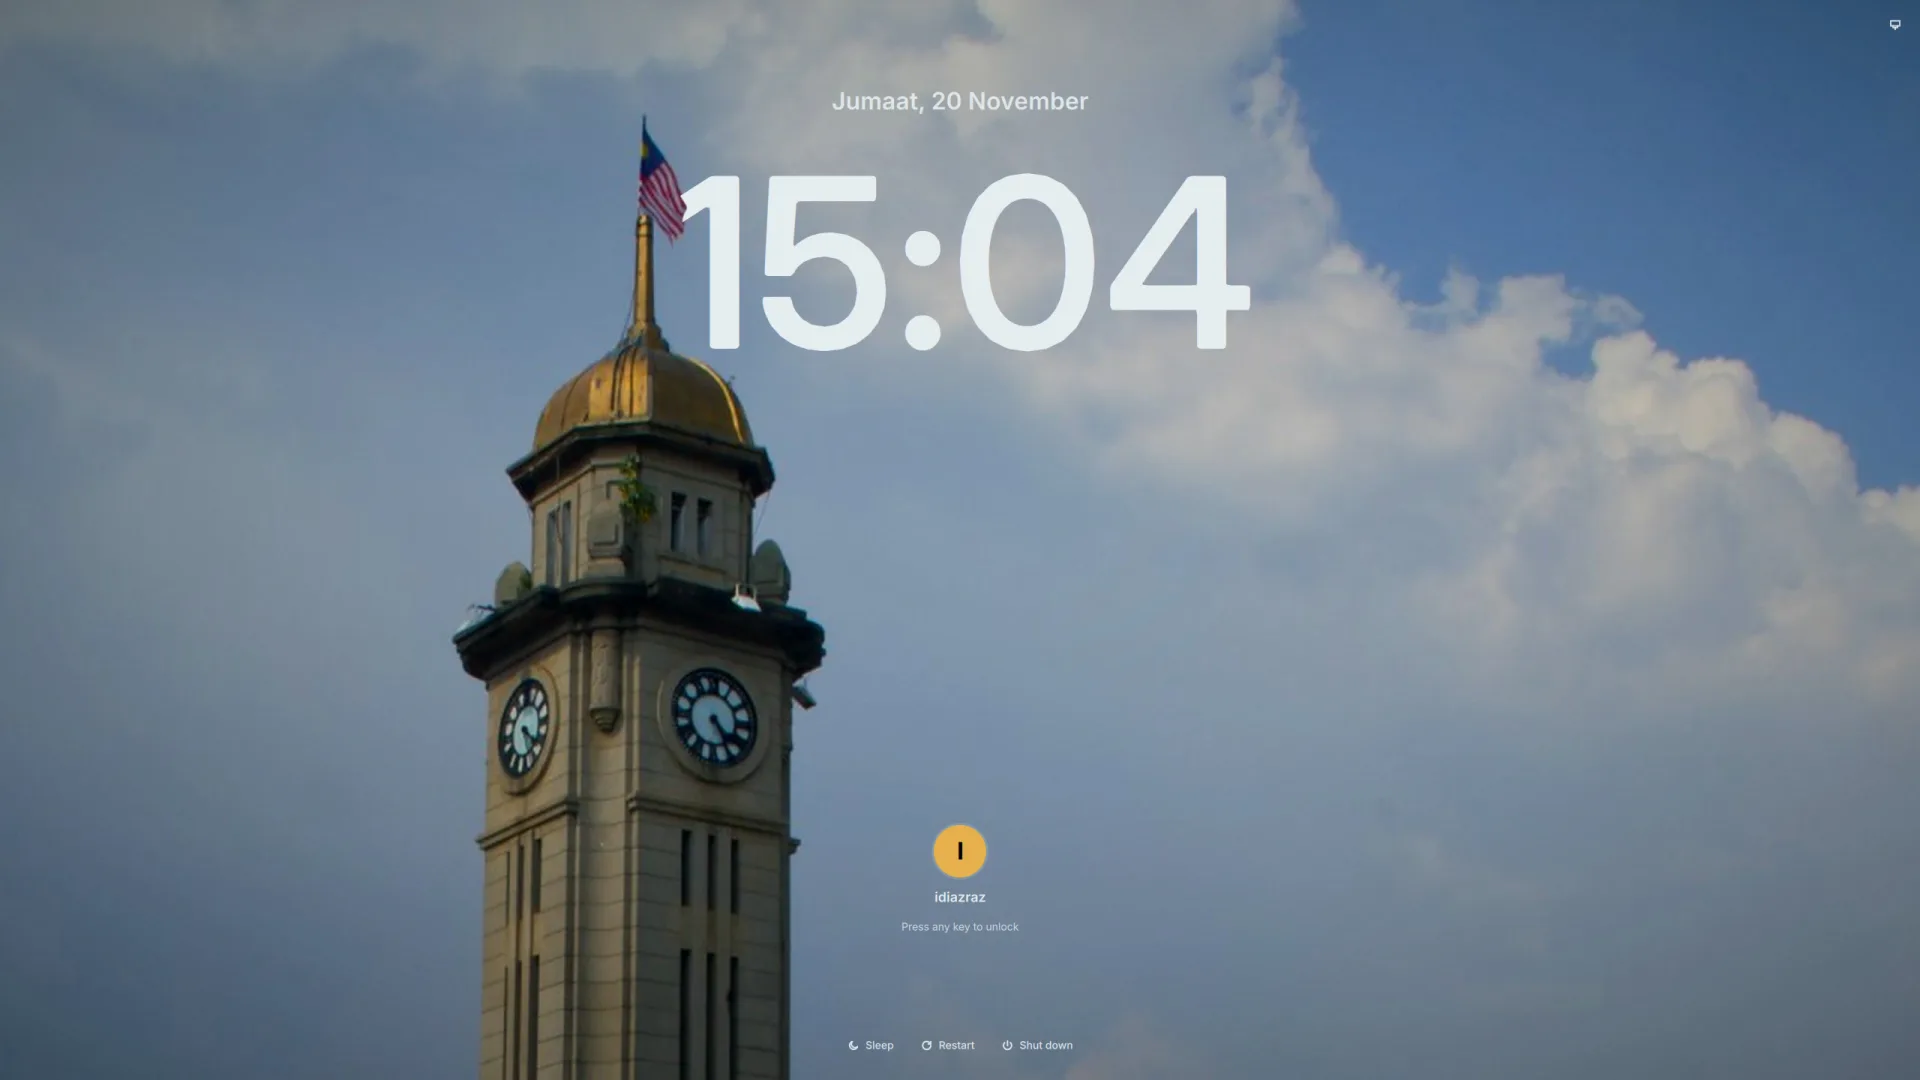 Jumaat, 20 November
15:04
I
idiazraz
Press any key to unlock
Sleep Restart Shut down